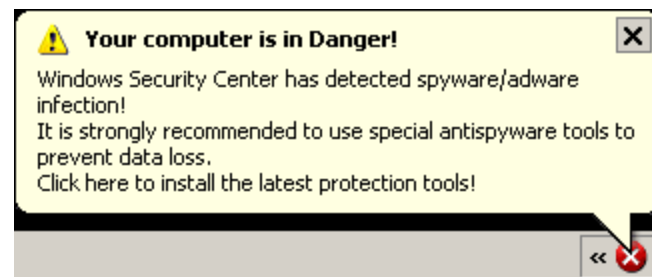 Your computer is in Danger!
Windows Security Center has detected spyware/adware
infection!
It is strongly recommended to use special antispyware tools to
prevent data loss.
Click here to install the latest protection tools!
«